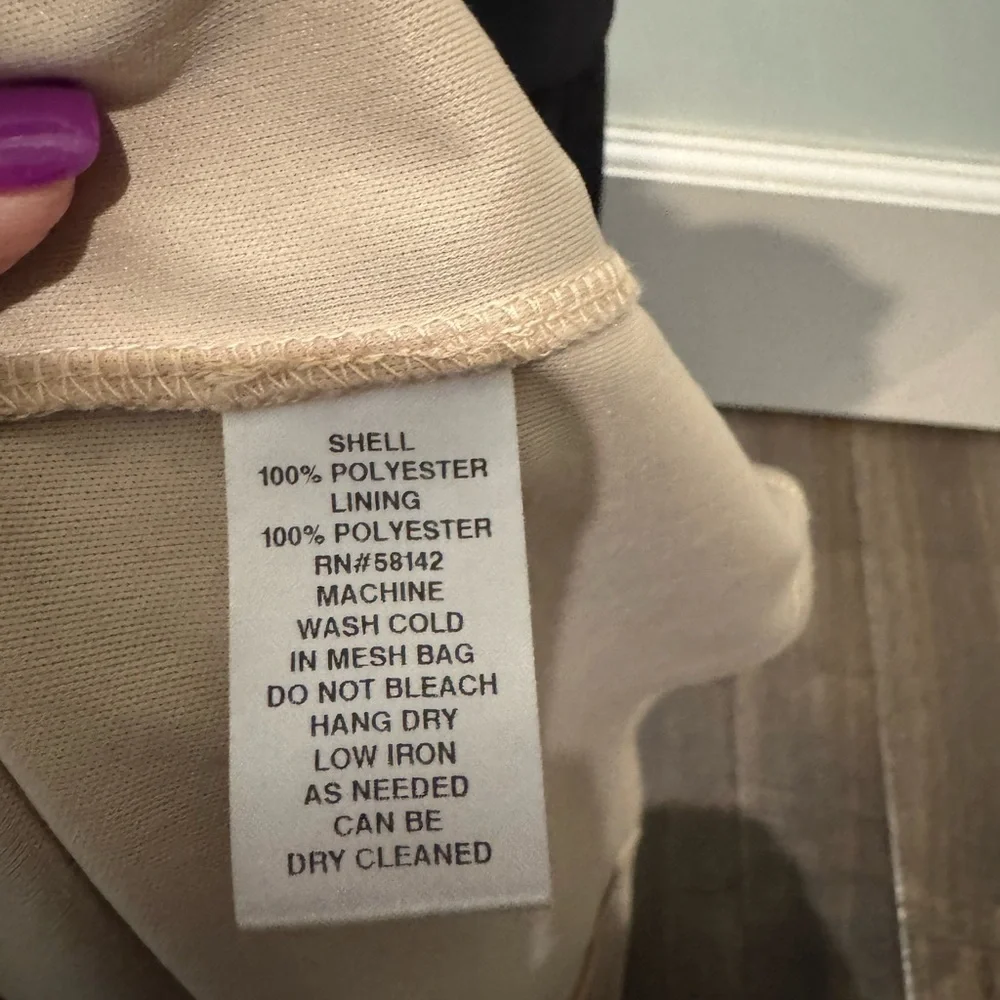 SHELL
100% POLYESTER
LINING
100% POLYESTER
RN#58142
MACHINE
WASH COLD
IN MESH BAG
DO NOT BLEACH
HANG DRY
LOW IRON
AS NEEDED
CAN BE
DRY CLEANED